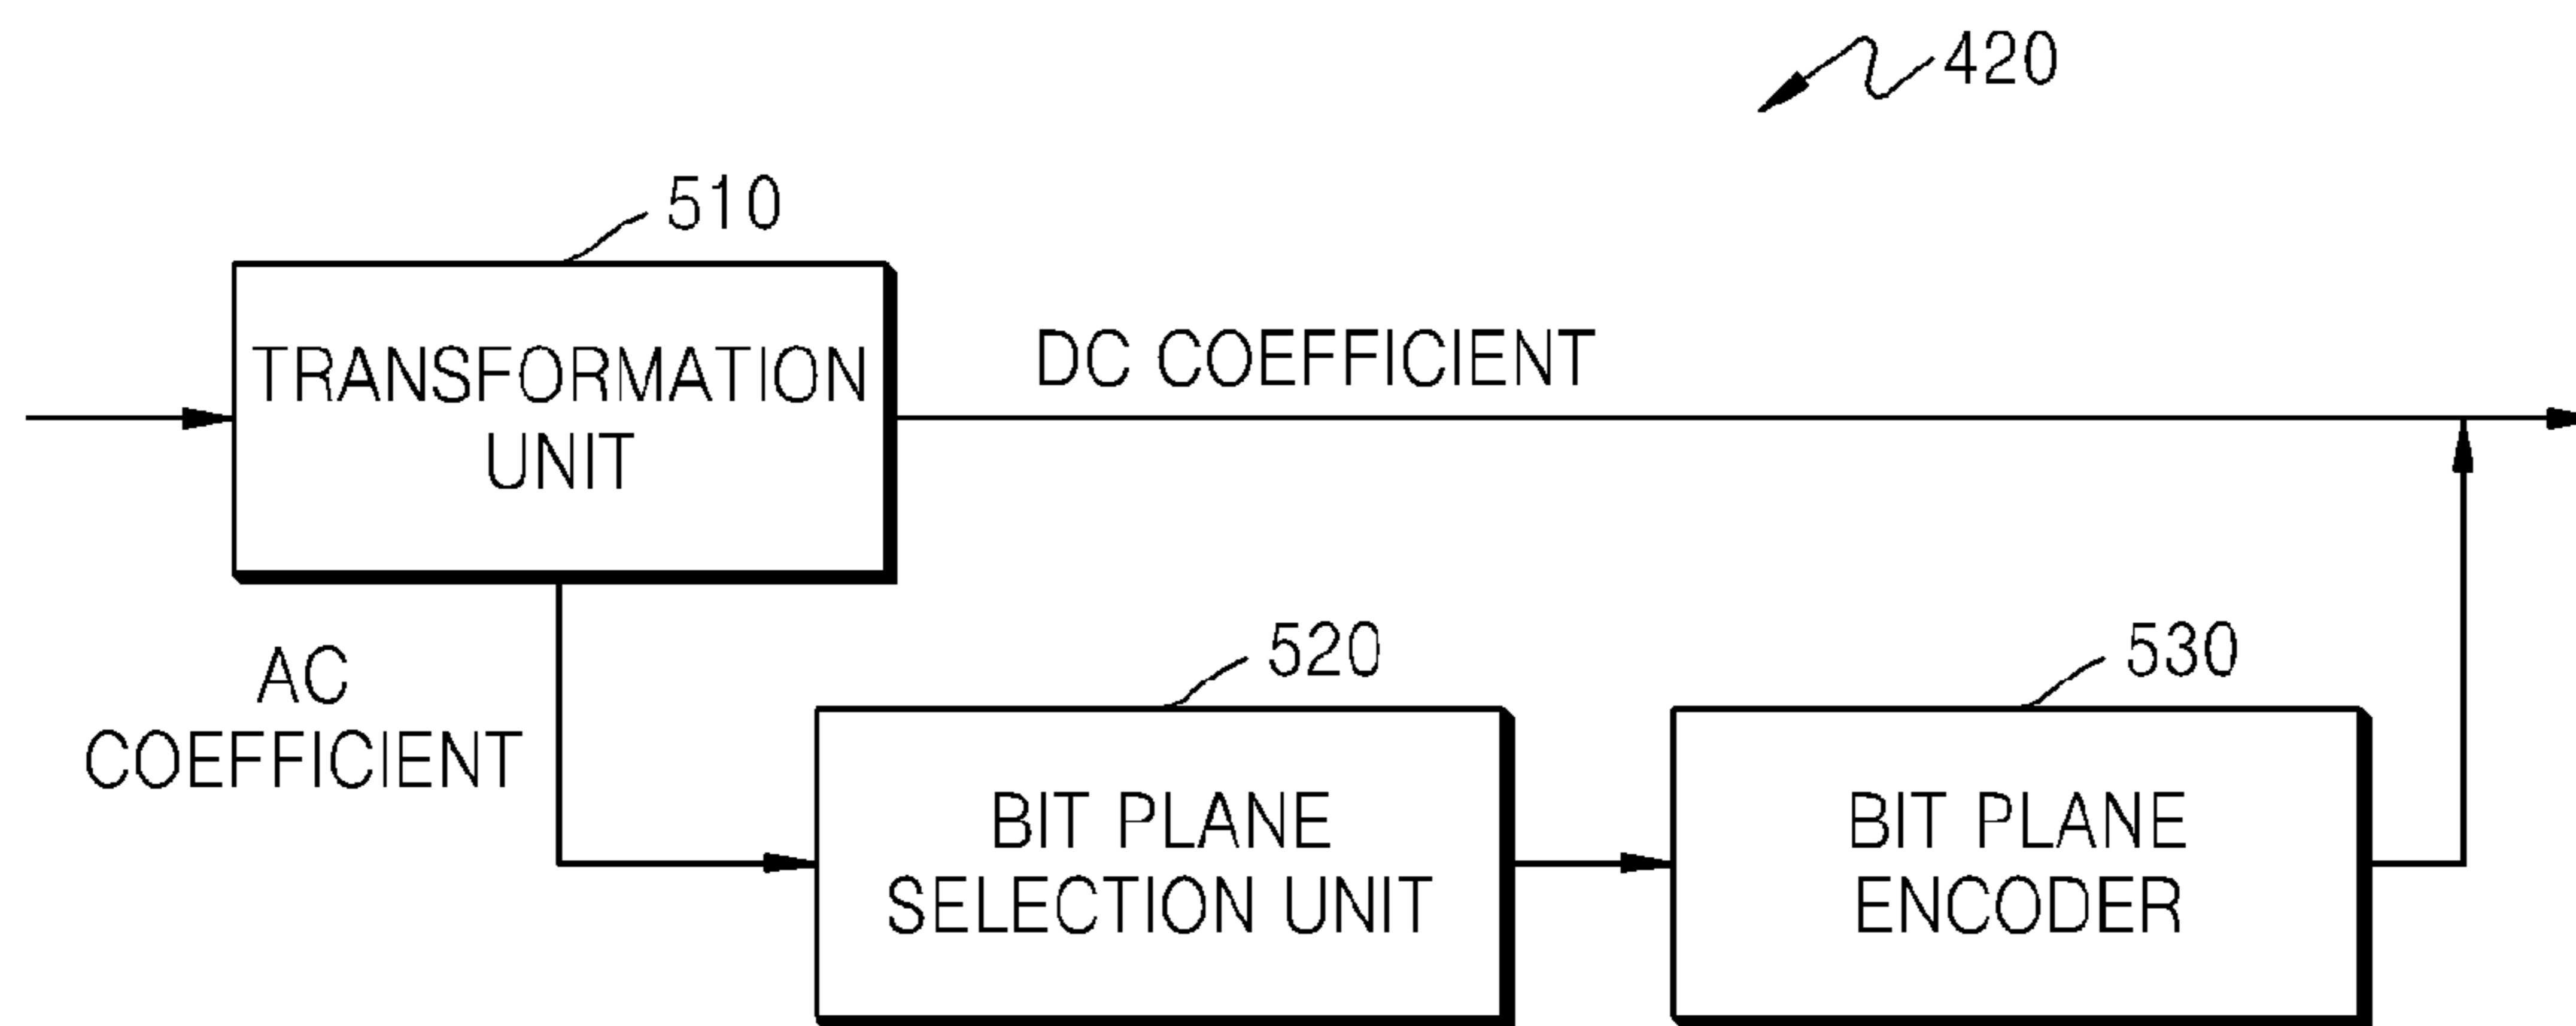 420
510
TRANSFORMATION
UNIT
DC COEFFICIENT
AC
COEFFICIENT
520
BIT PLANE
SELECTION UNIT
530
BIT PLANE
ENCODER